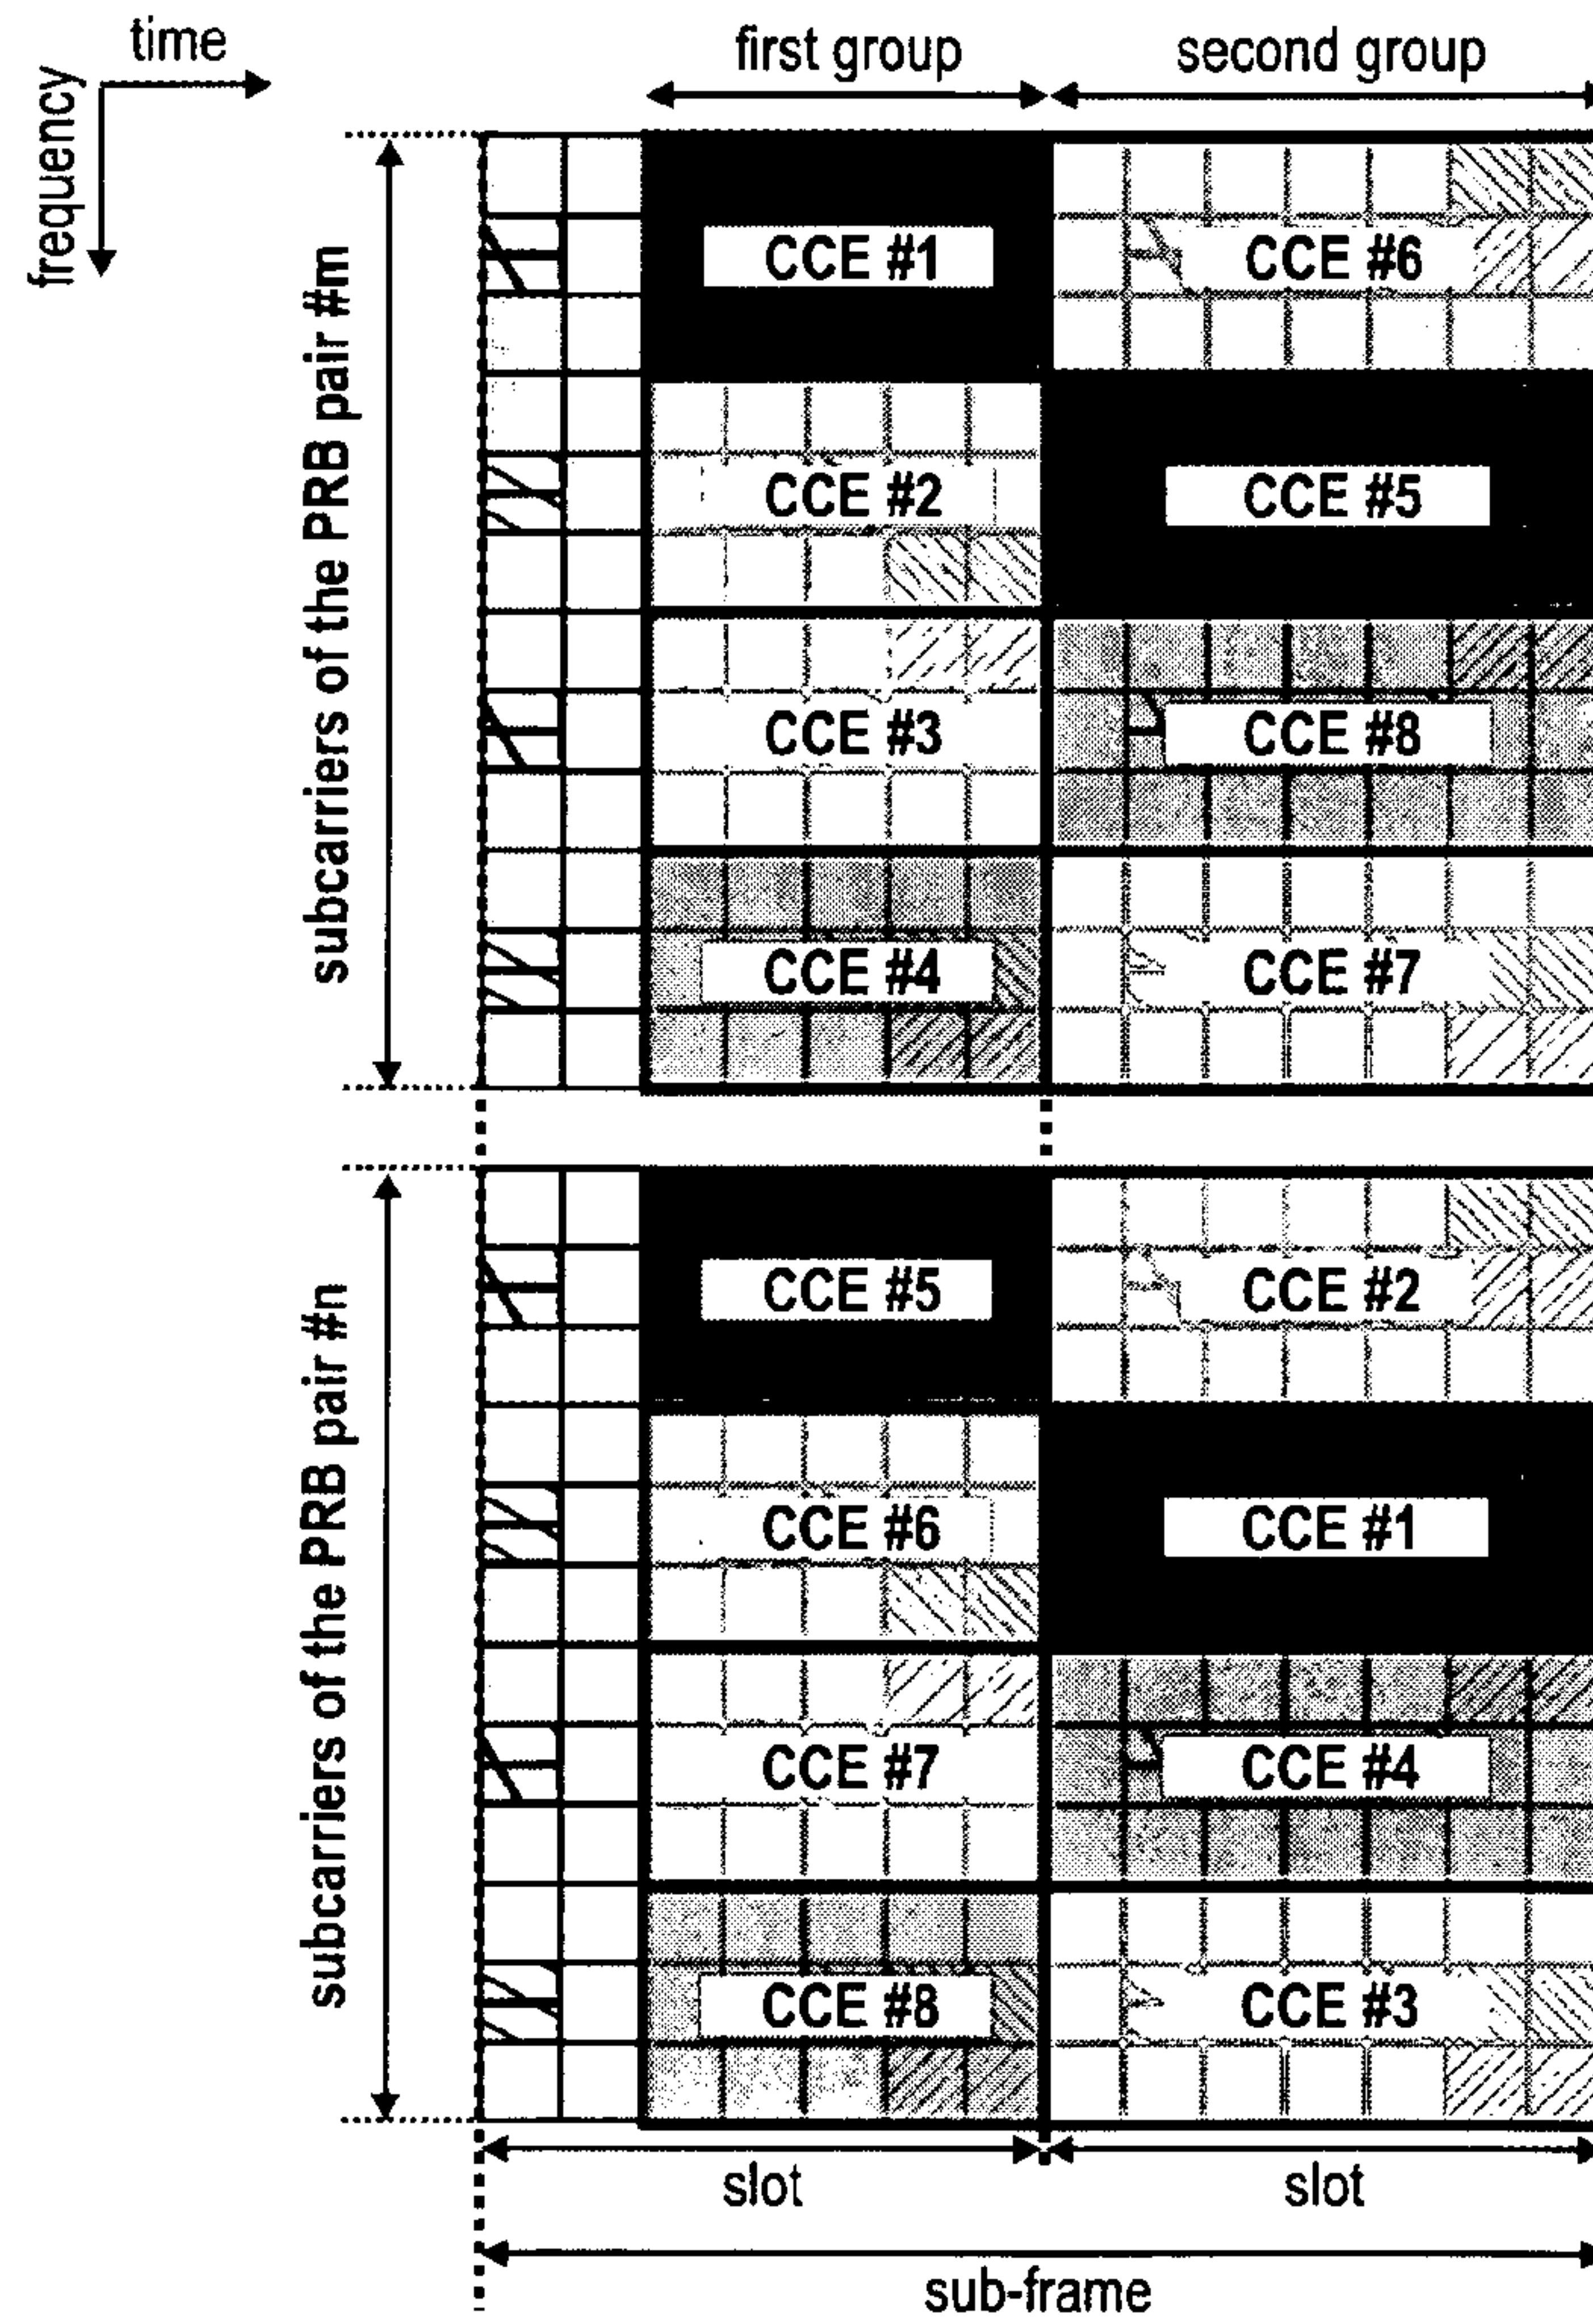 time
frequency
first group
second group
subcarriers of the PRB pair #m
CCE #1
CCE #6
CCE #2
CCE #5
CCE #3
CCE #8
CCE #4
CCE #7
subcarriers of the PRB pair #n
CCE #5
CCE #2
CCE #6
CCE #1
CCE #7
CCE #4
CCE #8
CCE #3
slot
slot
sub-frame